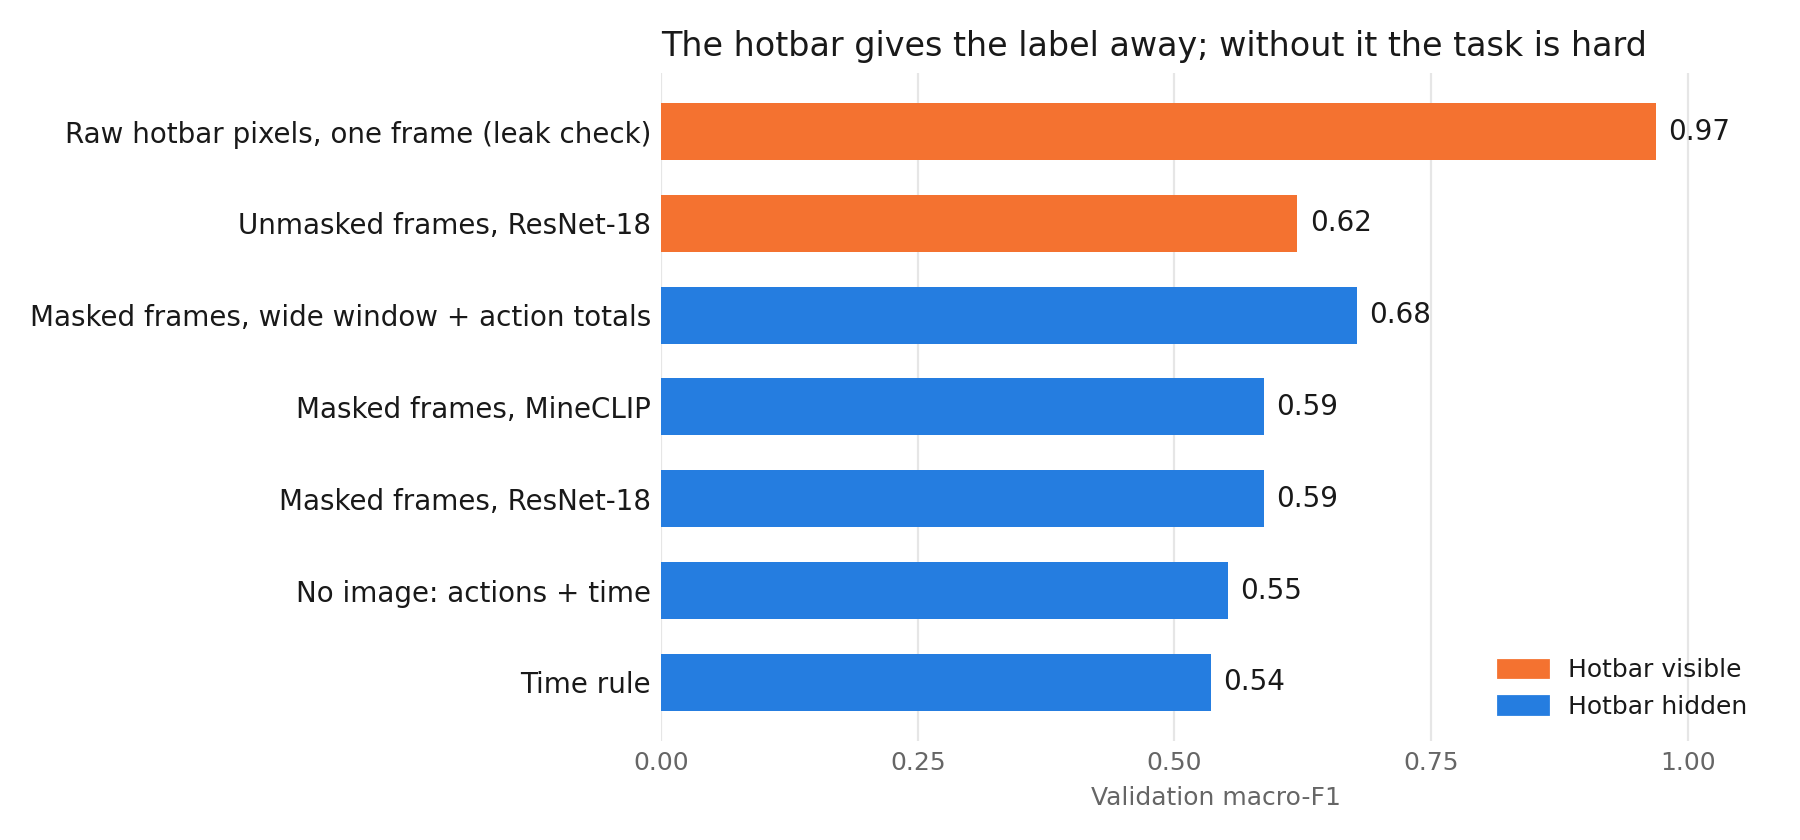 The hotbar gives the label away; without it the task is hard
Raw hotbar pixels, one frame (leak check)
0.97
Unmasked frames, ResNet-18
0.62
Masked frames, wide window + action totals
0.68
Masked frames, MineCLIP
0.59
Masked frames, ResNet-18
0.59
No image: actions + time
0.55
Time rule
0.54
Hotbar visible
Hotbar hidden
0.00 0.25 0.50 0.75 1.00
Validation macro-F1